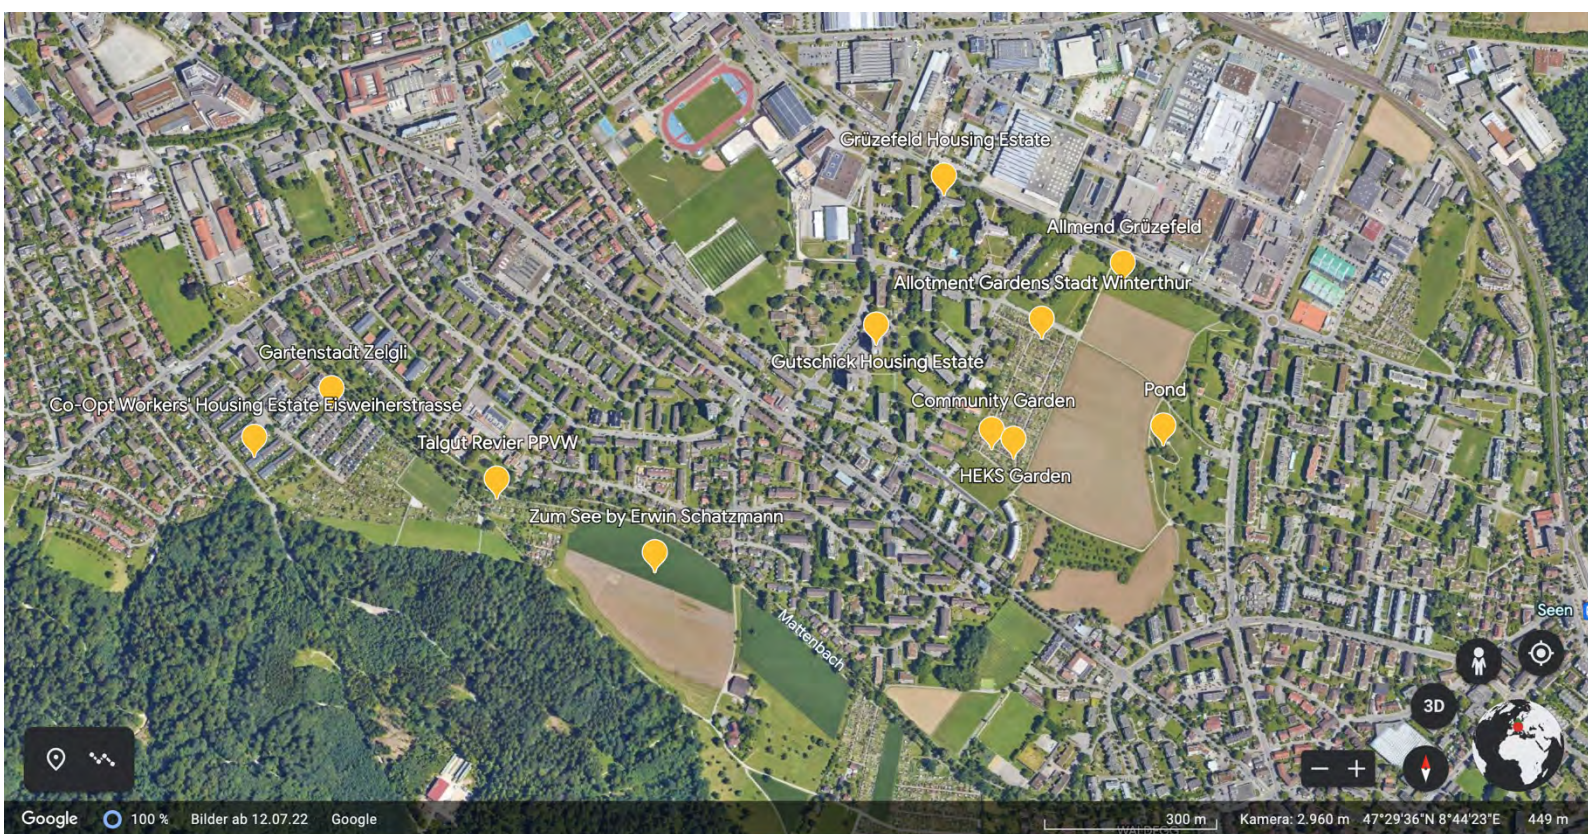 Grüzefeld Housing Estate
Allmend Grüzefeld
Allotment Gardens Stadt Winterthur
Gutschick Housing Estate
Gartenstadt Zelgli
Co-Opt Workers' Housing Estate Eisweiherstrasse
Community Garden
Pond
Talgut Revier PPVW
HEKS Garden
Zum See by Erwin Schatzmann
Mattenbach
Seen
3D
Google
100 %
Bilder ab 12.07.22
Google
300 m
Kamera: 2.960 m
47°29'36"N 8°44'23"E
449 m
WALDEGG